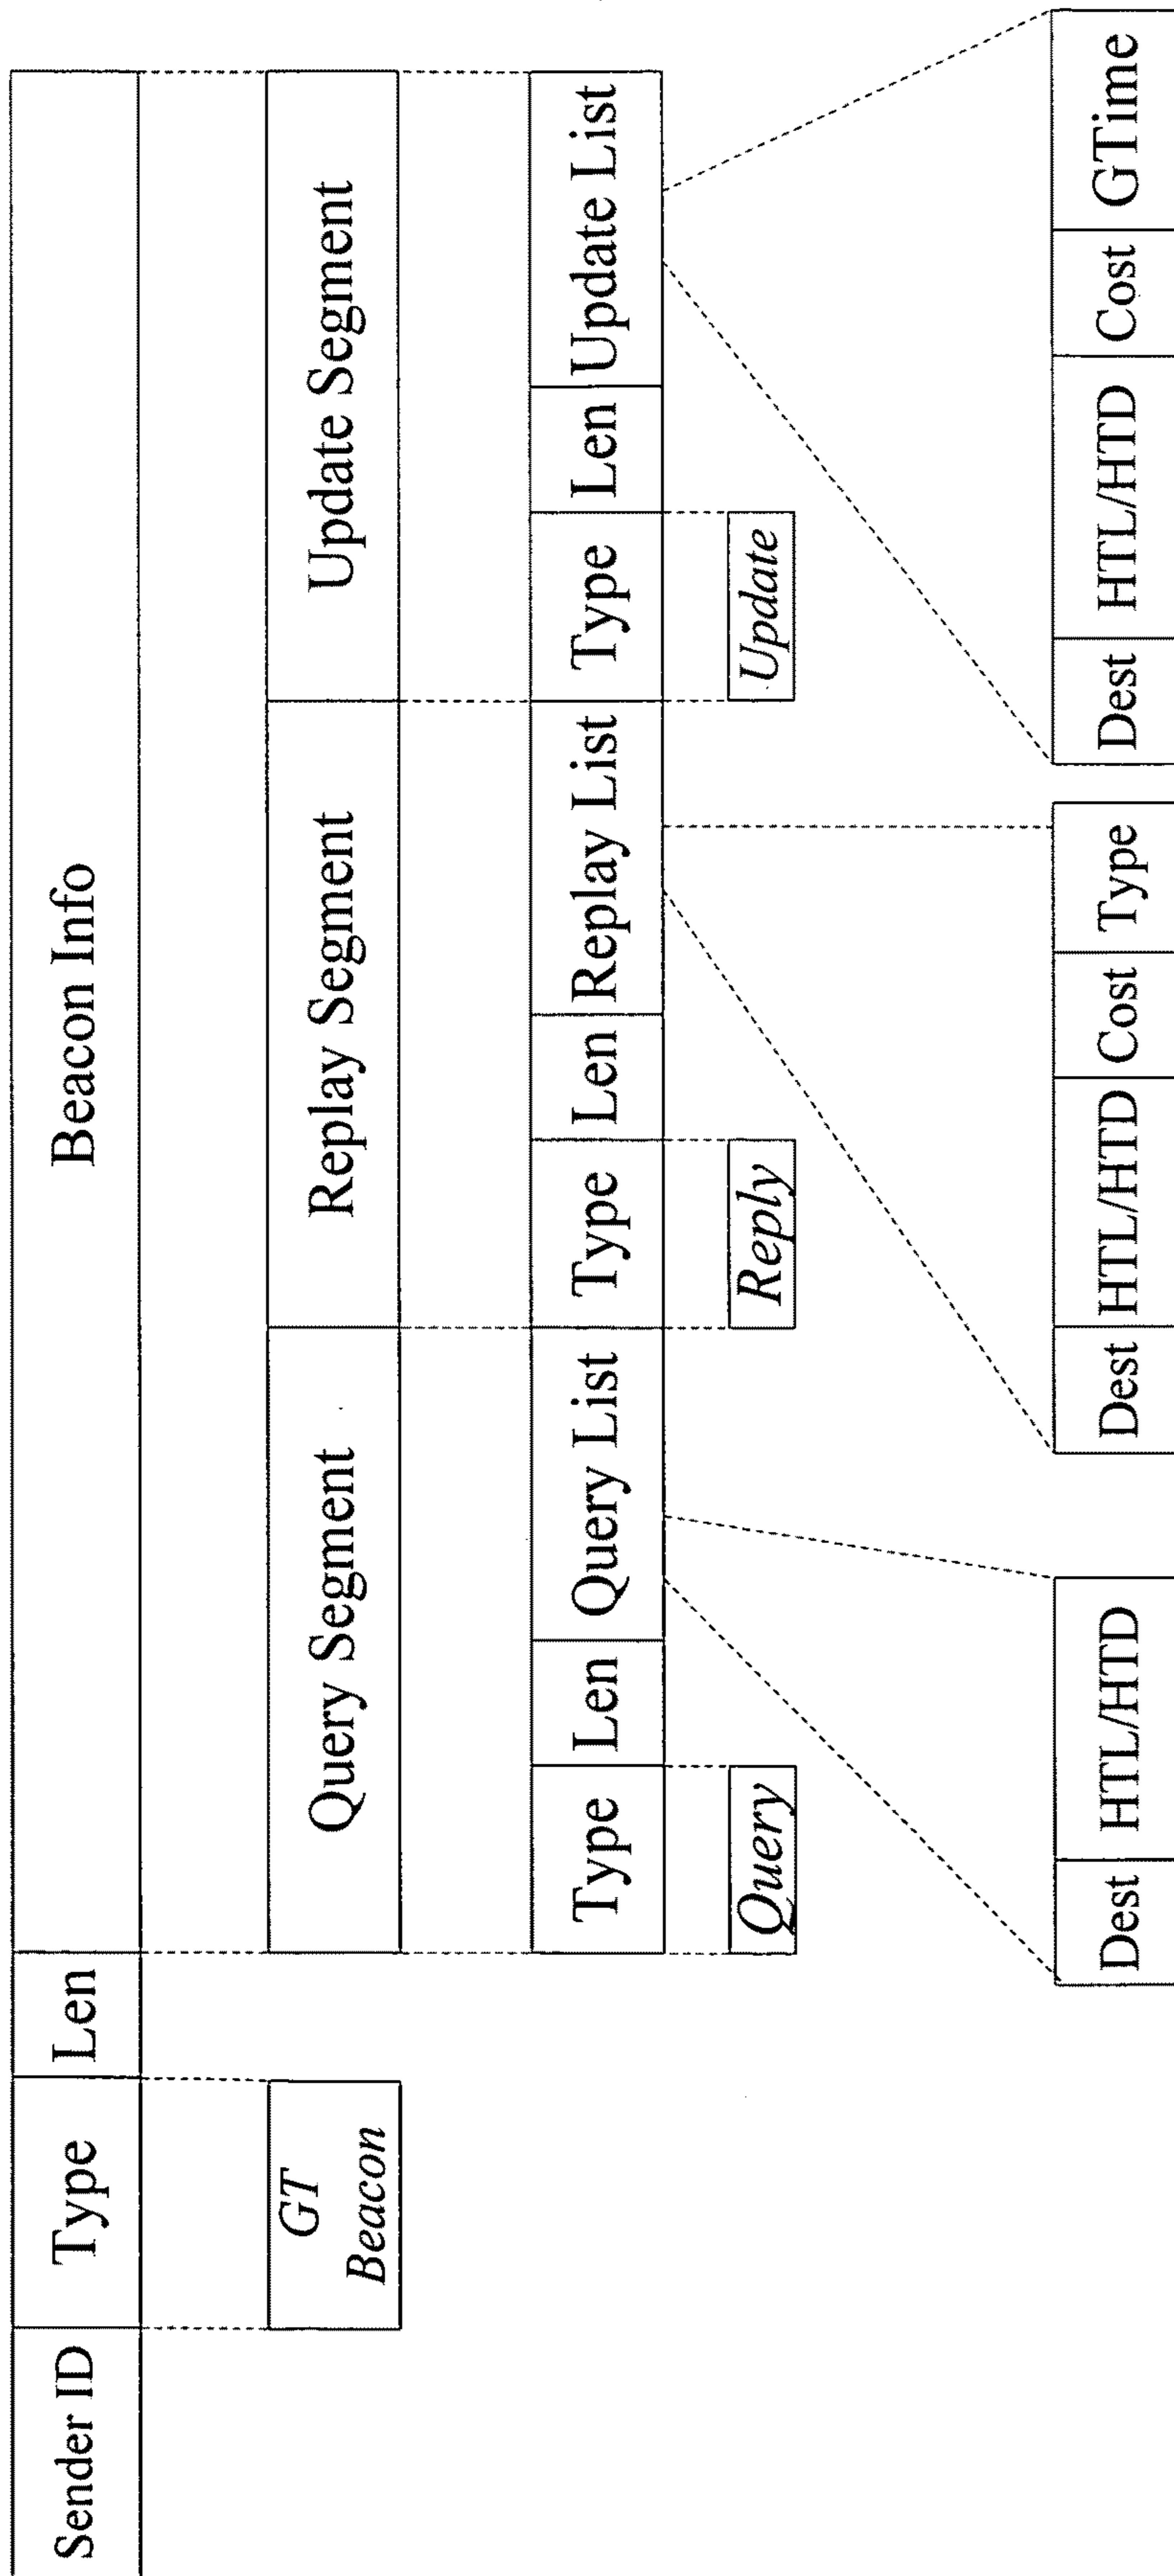 Sender ID
Type
Len
Beacon Info
GT
Beacon
Query Segment
Replay Segment
Update Segment
Type
Len
Query List
Type
Len
Replay List
Type
Len
Update List
Query
Reply
Update
Dest
HTL/HTD
Dest
HTL/HTD
Cost
Type
Dest
HTL/HTD
Cost
GTime